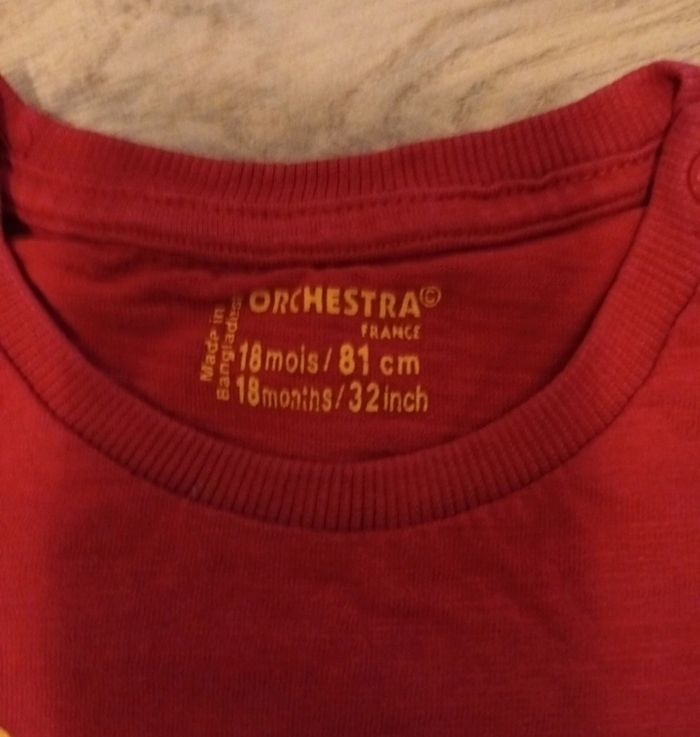 ORCHESTRA©
FRANCE
18mois/81 cm
18months/32inch
Made in
Bangladesh